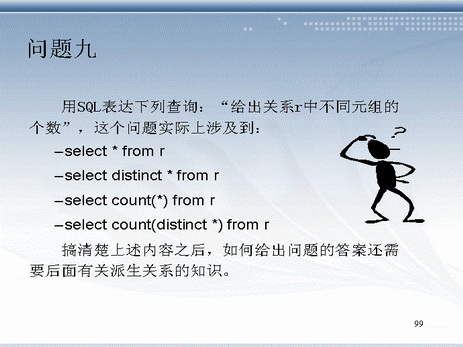 问题九
用SQL表达下列查询：“给出关系r中不同元组的
个数”，这个问题实际上涉及到：
–select * from r
–select distinct * from r
–select count(*) from r
–select count(distinct *) from r
搞清楚上述内容之后，如何给出问题的答案还需
要后面有关派生关系的知识。
?
99